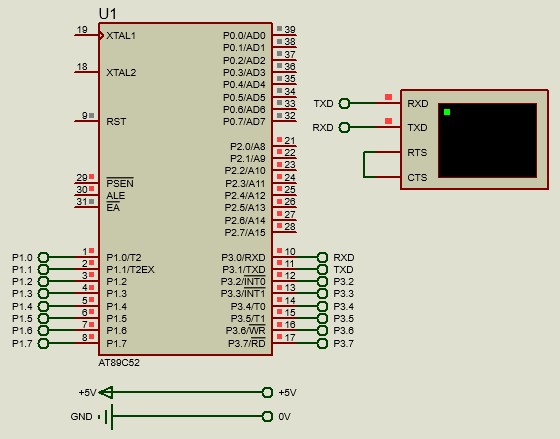 U1
19 XTAL1 P0.0/AD0 39
P0.1/AD1 38
P0.2/AD2 37
18 XTAL2 P0.3/AD3 36
P0.4/AD4 35
P0.5/AD5 34
P0.6/AD6 33
9 RST P0.7/AD7 32
P2.0/A8 21
P2.1/A9 22
P2.2/A10 23
29 PSEN P2.3/A11 24
30 ALE P2.4/A12 25
31 EA P2.5/A13 26
P2.6/A14 27
P2.7/A15 28
P1.0 1 P1.0/T2 P3.0/RXD 10 RXD
P1.1 2 P1.1/T2EX P3.1/TXD 11 TXD
P1.2 3 P1.2 P3.2/INT0 12 P3.2
P1.3 4 P1.3 P3.3/INT1 13 P3.3
P1.4 5 P1.4 P3.4/T0 14 P3.4
P1.5 6 P1.5 P3.5/T1 15 P3.5
P1.6 7 P1.6 P3.6/WR 16 P3.6
P1.7 8 P1.7 P3.7/RD 17 P3.7
AT89C52
TXD RXD
RXD TXD
RTS
CTS
+5V +5V
GND 0V